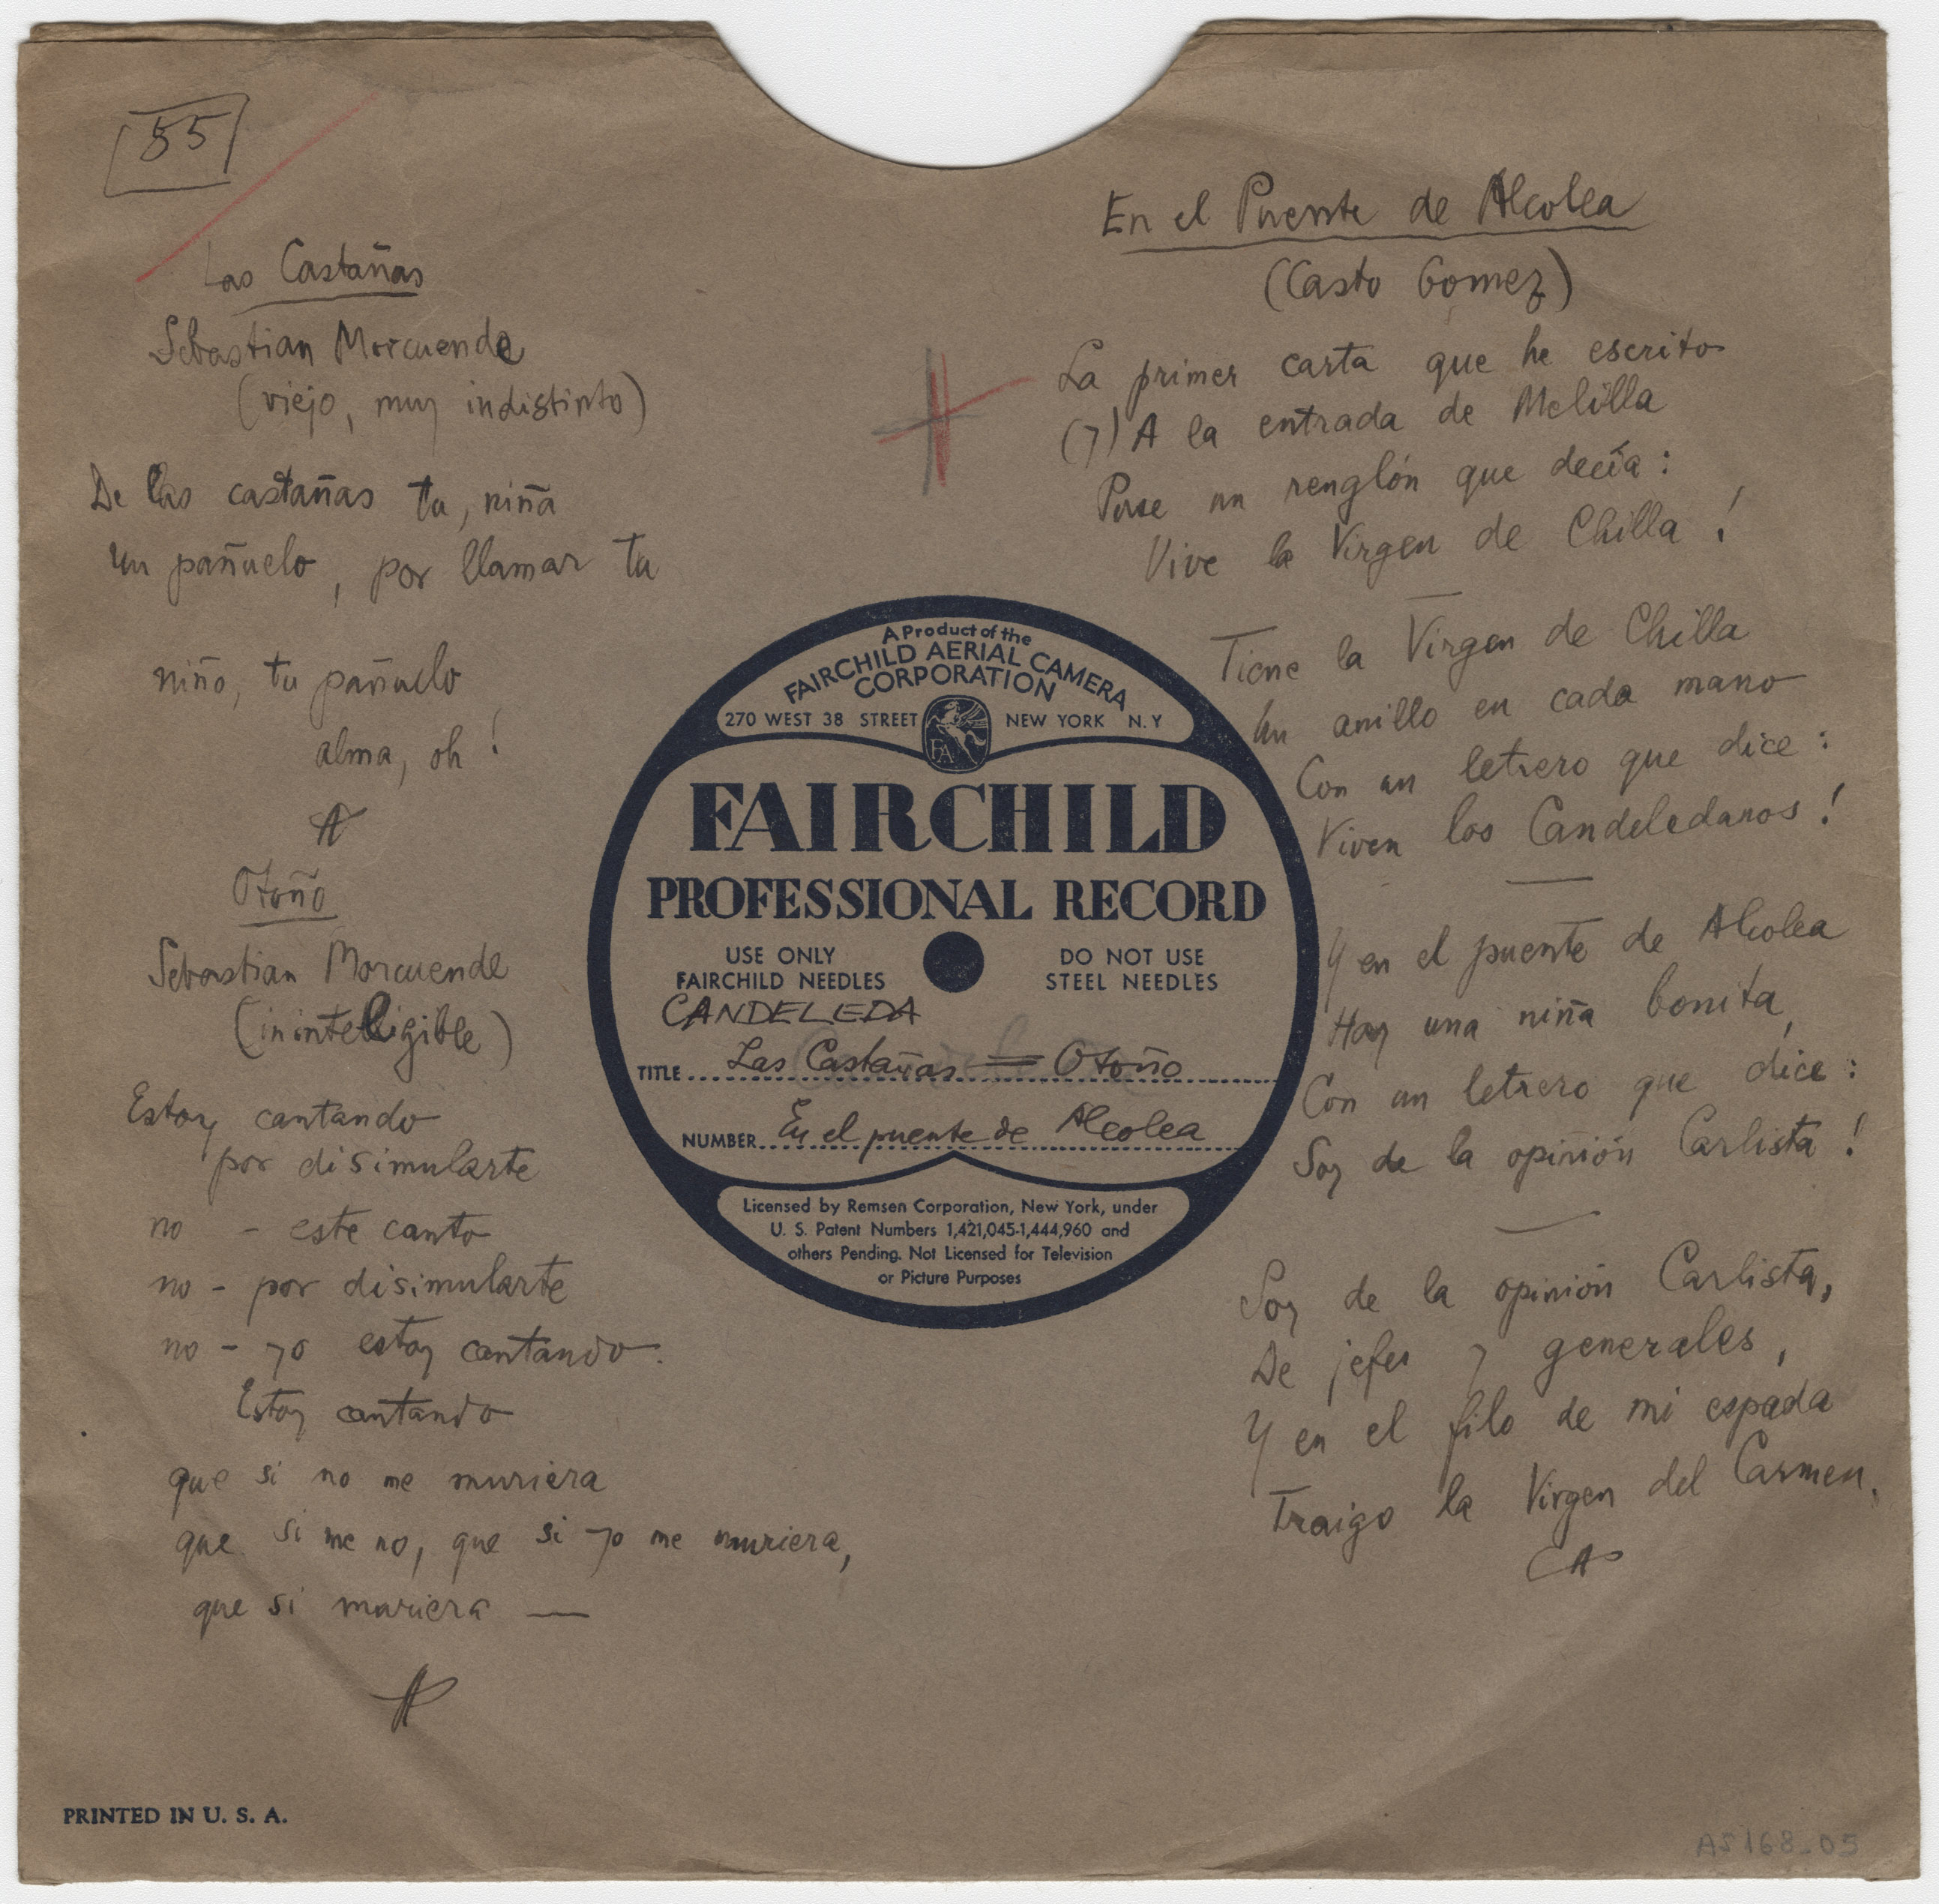 55
Las Castañas
Sebastian Morcuende
(viejo, muy indistinto)
De las castañas tu, niña
un pañuelo, por llamar tu
niño, tu pañuelo
alma, oh!
Otoño
Sebastian Morcuende
(inintelligible)
Estoy cantando
por disimularte
no - este canto
no - por disimularte
no - yo estoy cantando.
Estoy cantando
que si no me muriera
que si me no, que si yo me muriera,
que si muriera —
PRINTED IN U. S. A.
A Product of the
FAIRCHILD AERIAL CAMERA
CORPORATION
270 WEST 38 STREET NEW YORK N.Y
FA
FAIRCHILD
PROFESSIONAL RECORD
USE ONLY
FAIRCHILD NEEDLES
DO NOT USE
STEEL NEEDLES
CANDELEDA
TITLE Las Castañas = Otoño
NUMBER En el puente de Alcolea
Licensed by Remsen Corporation, New York, under
U. S. Patent Numbers 1,421,045-1,444,960 and
others Pending. Not Licensed for Television
or Picture Purposes
En el Puente de Alcolea
(Casto Gomez)
La primer carta que he escrito
(y) A la entrada de Melilla
Puse un renglón que decía:
Vive la Virgen de Chilla!
Tiene la Virgen de Chilla
Un anillo en cada mano
Con un letrero que dice:
Viven los Candeledanos!
Y en el puente de Alcolea
Hay una niña bonita,
Con un letrero que dice:
Soy de la opinión Carlista!
Soy de la opinión Carlista,
De jefes y generales,
Y en el filo de mi espada
Traigo la Virgen del Carmen.
AS168-05